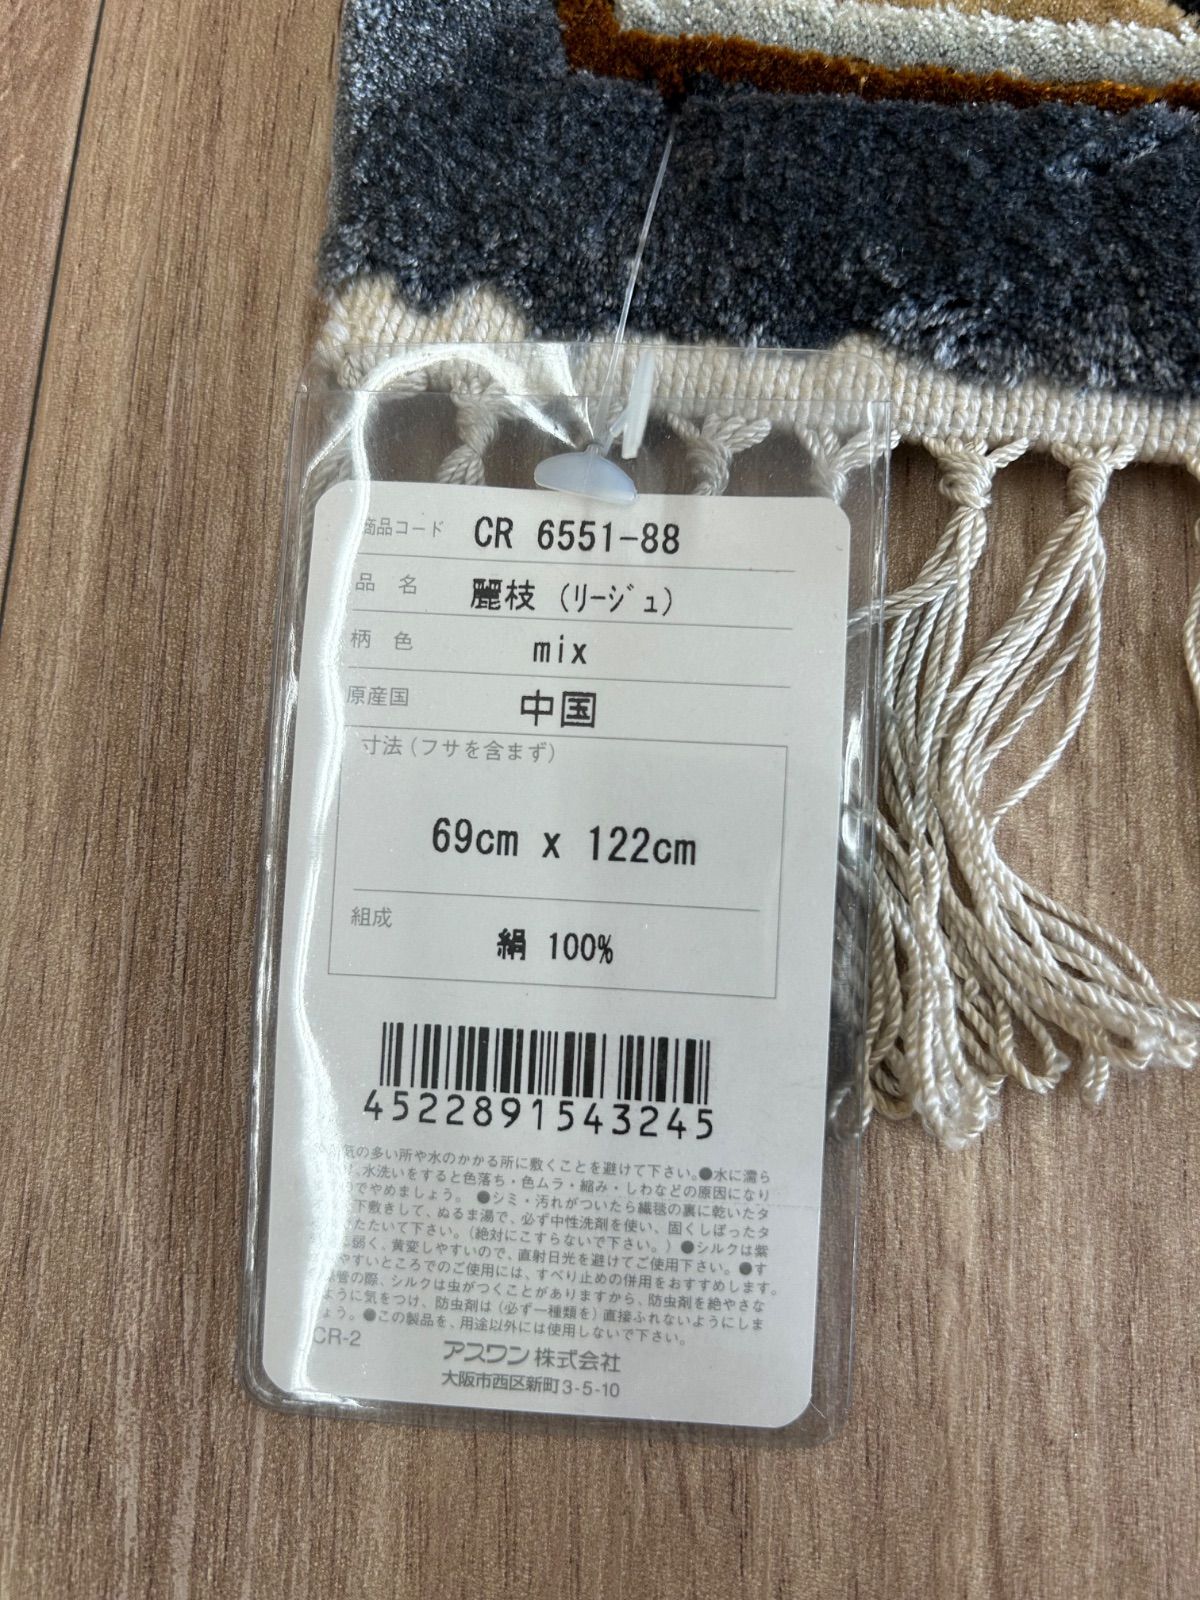 商品コード CR 6551-88
品 名 麗枝 (リージュ)
柄 色 mix
原産国 中国
寸法(フサを含まず)
69cm x 122cm
組成
絹 100%
4522891543245
気の多い所や水のかかる所に敷くことを避けて下さい。●水に濡ら
、水洗いをすると色落ち・色ムラ・縮み・しわなどの原因になり
でやめましょう。 ●シミ・汚れがついたら繊毯の裏に乾いたタ
下敷きして、ぬるま湯で、必ず中性洗剤を使い、固くしぼったタ
たたいて下さい。(絶対にこすらないで下さい。) ●シルクは紫
弱く、黄変しやすいので、直射日光を避けてご使用下さい。●す
やすいところでのご使用には、すべり止めの併用をおすすめします。
管の際、シルクは虫がつくことがありますから、防虫剤を絶やさな
ように気をつけ、防虫剤は(必ず一種類を)直接ふれないようにしま
ょう。●この製品を、用途以外には使用しないで下さい。
CR-2
アスワン株式会社
大阪市西区新町3-5-10